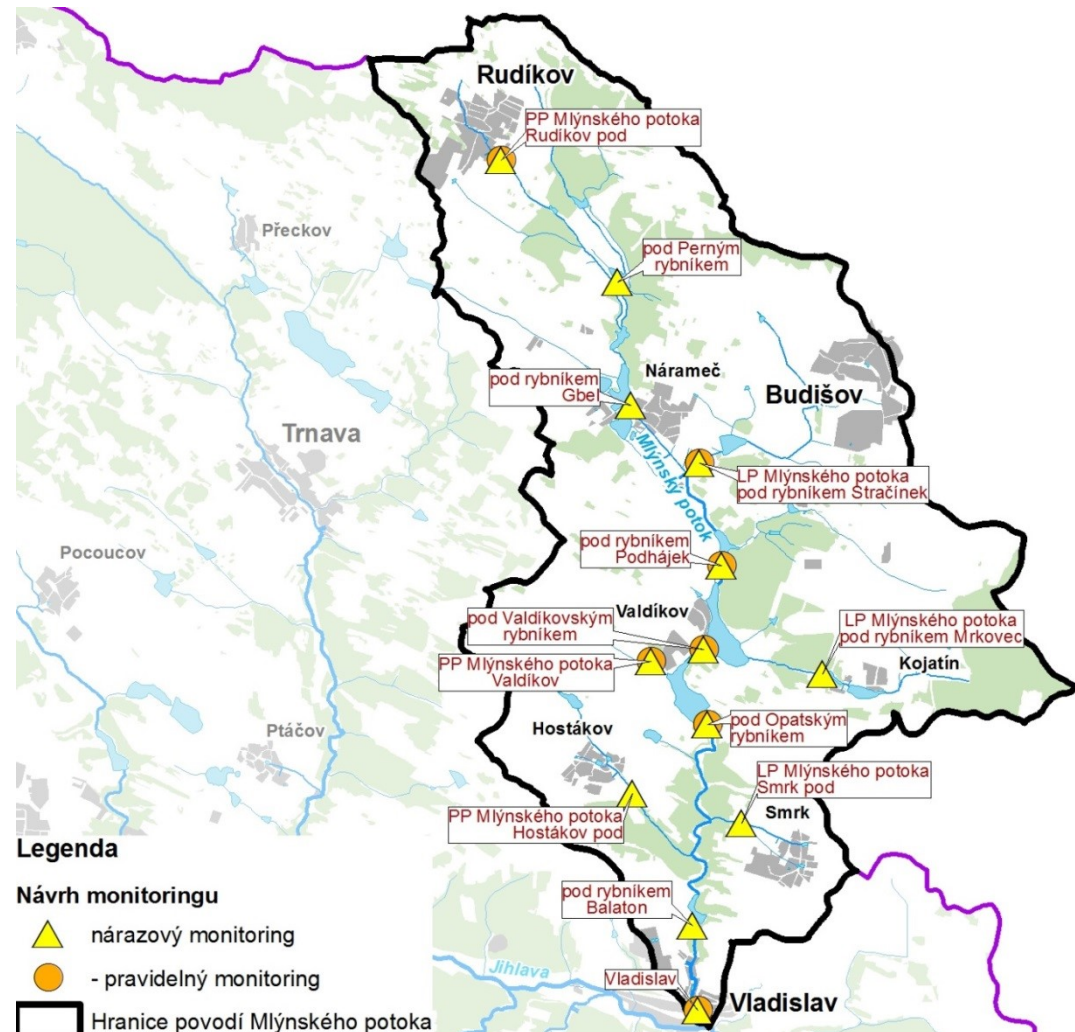 Rudíkov
PP Mlýnského potoka
Rudíkov pod
Přeckov
pod Perným
rybníkem
Nárameč
pod rybníkem
Gbel
Budišov
Trnava
Mlýnský potok
LP Mlýnského potoka
pod rybníkem Stračínek
Pocoucov
pod rybníkem
Podhájek
Valdíkov
pod Valdíkovským
rybníkem
LP Mlýnského potoka
pod rybníkem Mrkovec
PP Mlýnského potoka
Valdíkov
Kojatín
Ptáčov
Hostákov
pod Opatským
rybníkem
LP Mlýnského potoka
Smrk pod
PP Mlýnského potoka
Hostákov pod
Smrk
Legenda
Návrh monitoringu
pod rybníkem
Balaton
nárazový monitoring
- pravidelný monitoring
Jihlava
Vladislav
Vladislav
Hranice povodí Mlýnského potoka